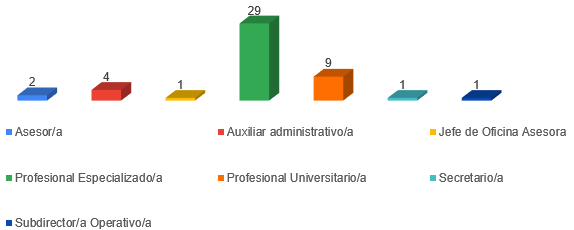 29
9
4
2
1
1
1
Asesor/a
Auxiliar administrativo/a
Jefe de Oficina Asesora
Profesional Especializado/a
Profesional Universitario/a
Secretario/a
Subdirector/a Operativo/a